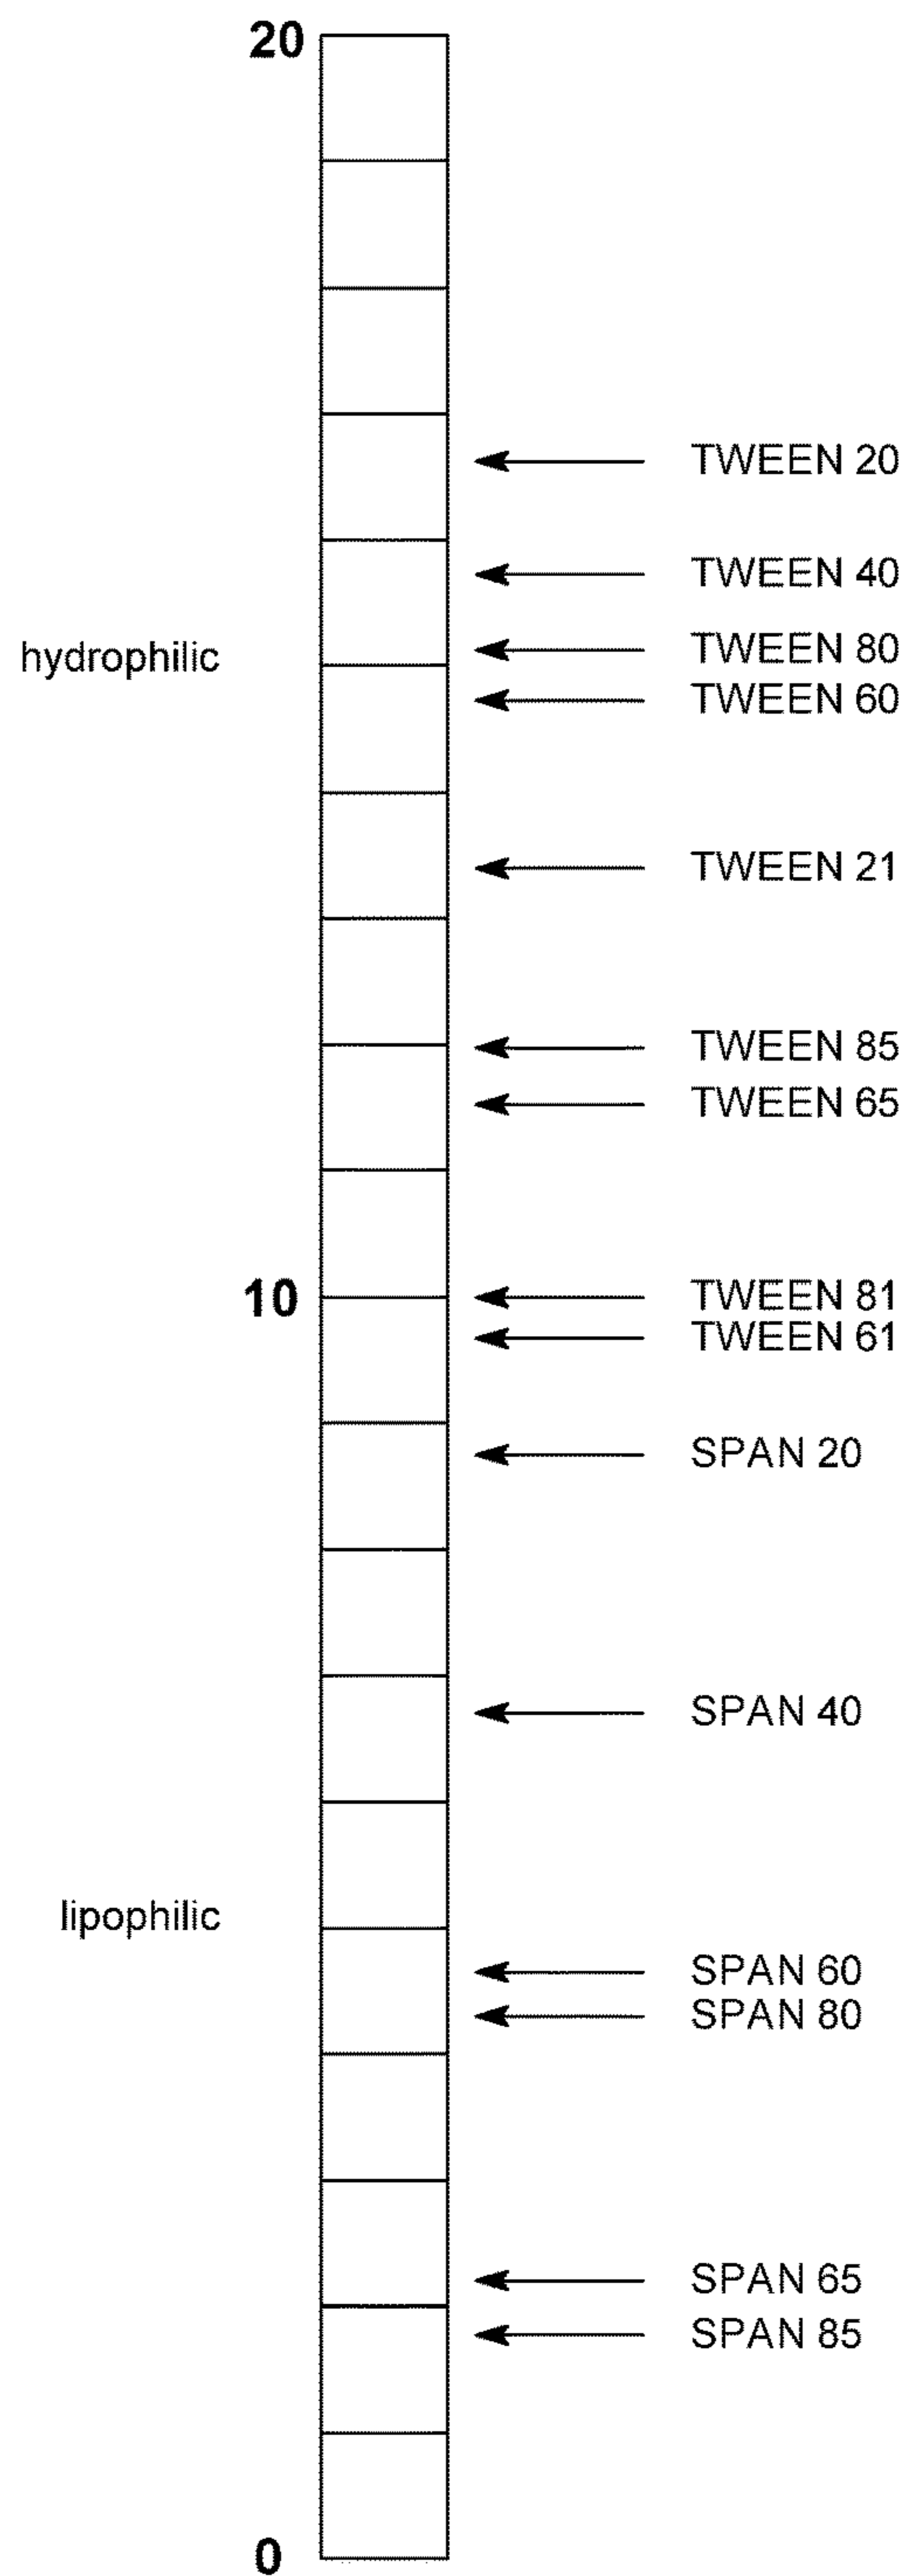 20
TWEEN 20
TWEEN 40
hydrophilic
TWEEN 80
TWEEN 60
TWEEN 21
TWEEN 85
TWEEN 65
10
TWEEN 81
TWEEN 61
SPAN 20
SPAN 40
lipophilic
SPAN 60
SPAN 80
SPAN 65
SPAN 85
0